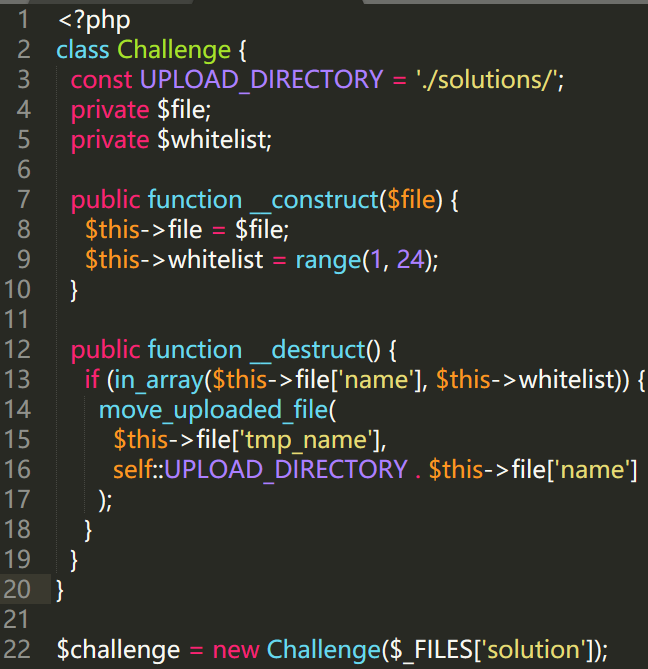 1 <?php
2 class Challenge {
3 const UPLOAD_DIRECTORY = './solutions/';
4 private $file;
5 private $whitelist;
6
7 public function __construct($file) {
8 $this->file = $file;
9 $this->whitelist = range(1, 24);
10 }
11
12 public function __destruct() {
13 if (in_array($this->file['name'], $this->whitelist)) {
14 move_uploaded_file(
15 $this->file['tmp_name'],
16 self::UPLOAD_DIRECTORY . $this->file['name']
17 );
18 }
19 }
20 }
21
22 $challenge = new Challenge($_FILES['solution']);